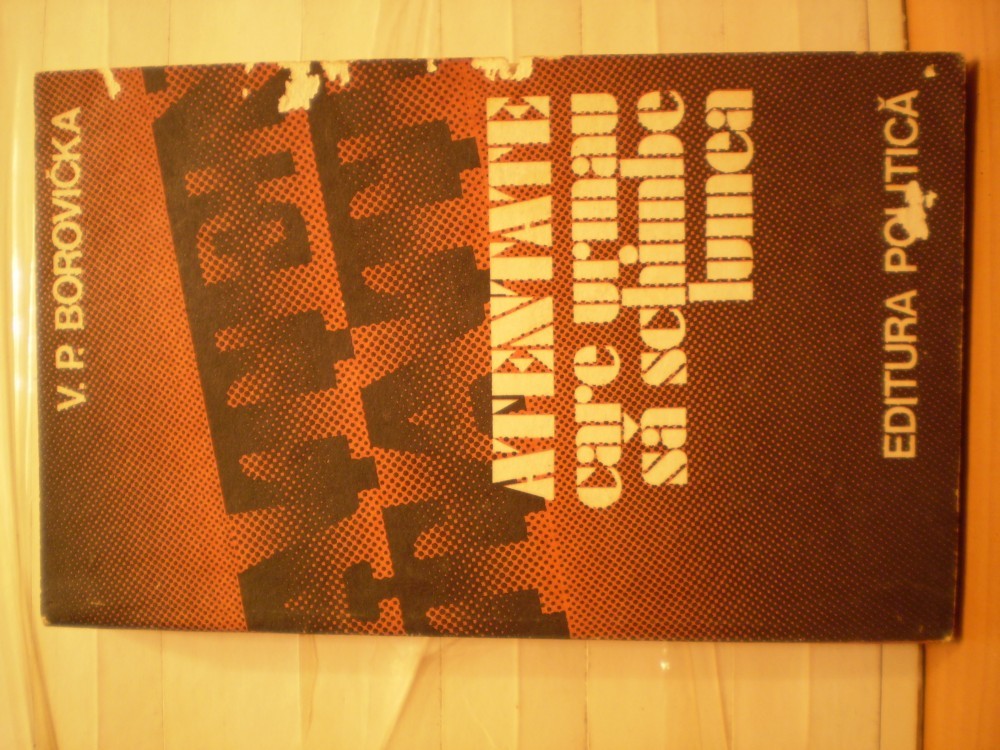 V. P. BOROVIČKA
ATENTATE
care urmau
să schimbe
lumea
EDITURA POLITICĂ